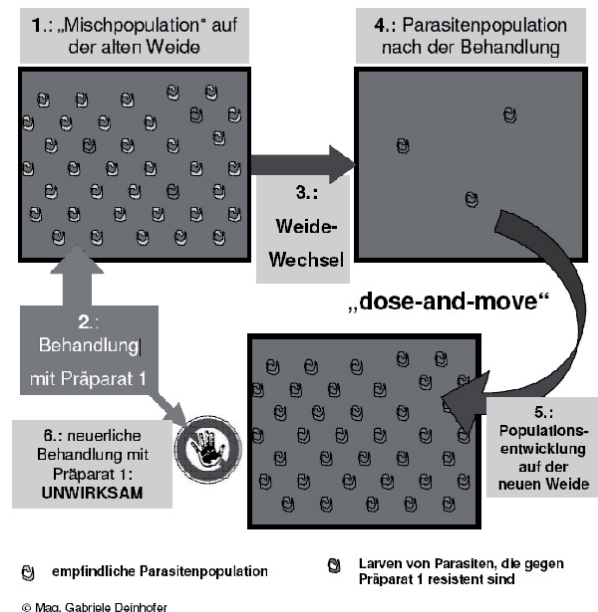 1.: „Mischpopulation“ auf
der alten Weide
4.: Parasitenpopulation
nach der Behandlung
3.:
Weide-
Wechsel
„dose-and-move“
2.:
Behandlung
mit Präparat 1
6.: neuerliche
Behandlung mit
Präparat 1:
UNWIRKSAM
5.:
Populations-
entwicklung
auf der
neuen Weide
empfindliche Parasitenpopulation
Larven von Parasiten, die gegen
Präparat 1 resistent sind
© Mag. Gabriele Deinhofer